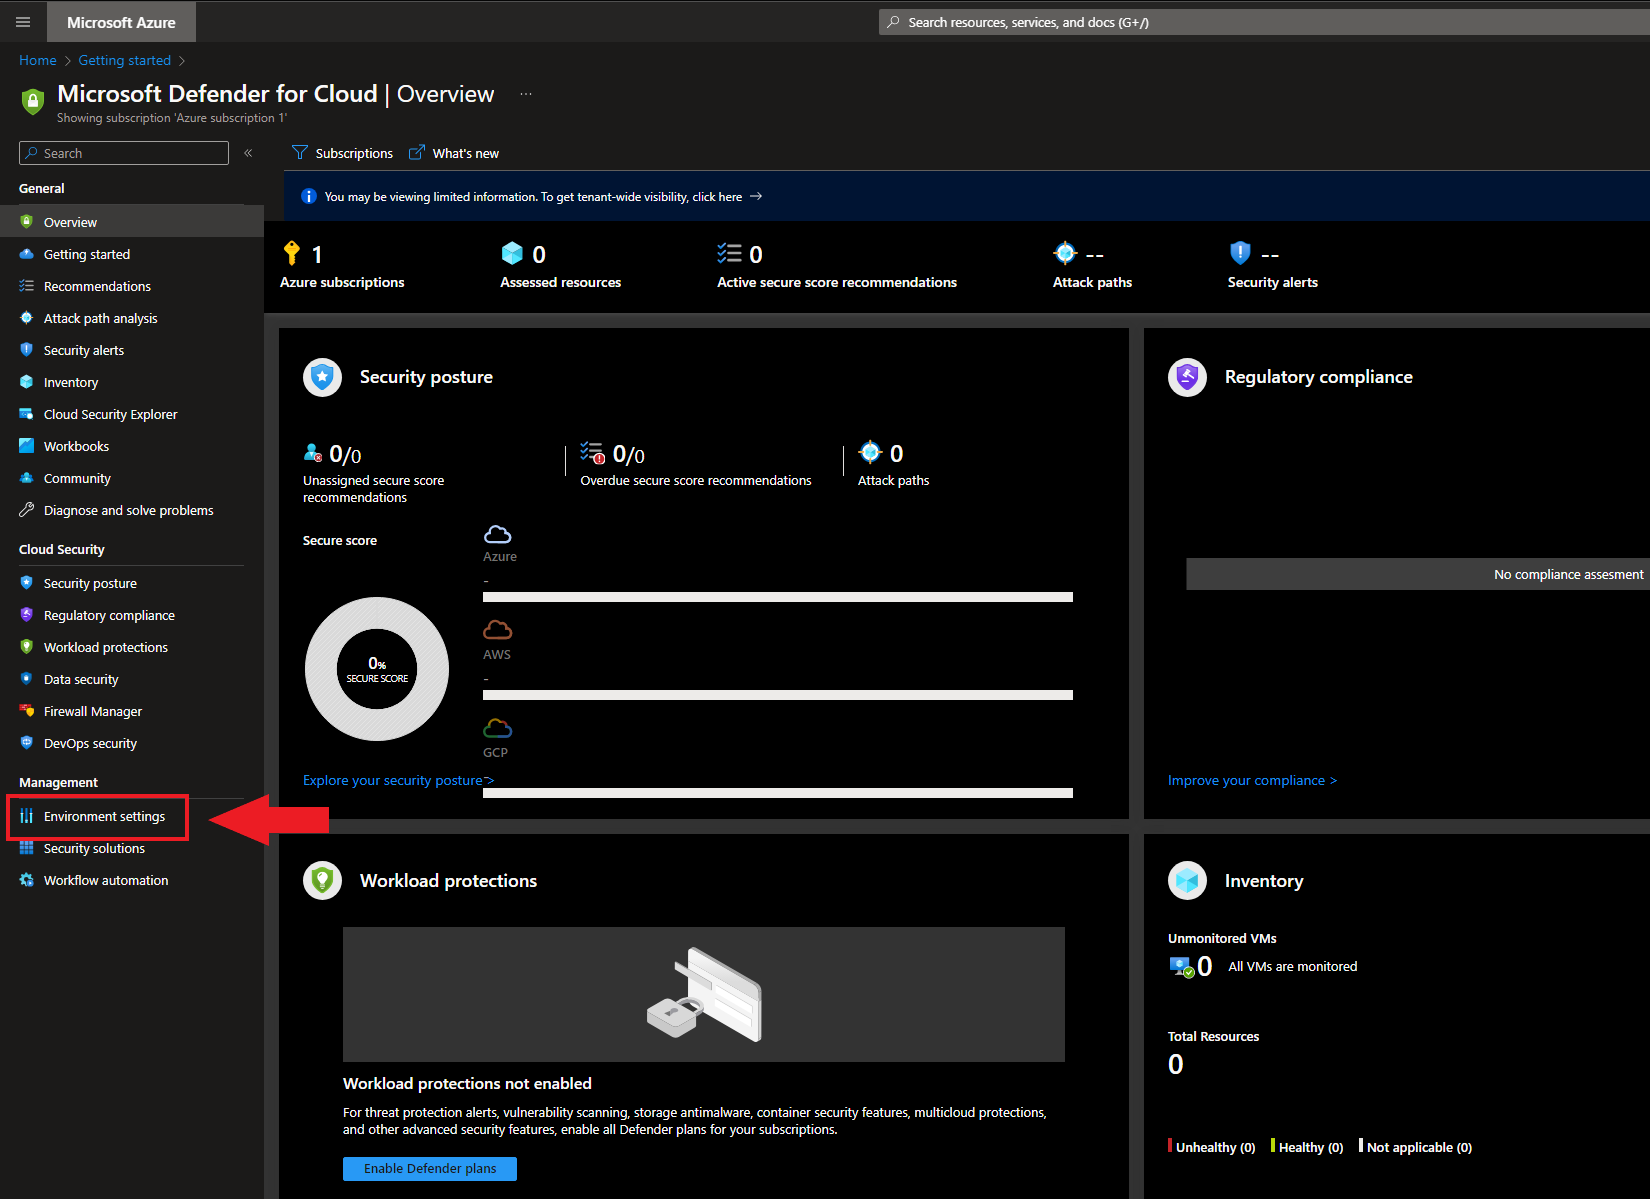 Microsoft Azure
Search resources, services, and docs (G+/)
Home > Getting started >
Microsoft Defender for Cloud | Overview ...
Showing subscription 'Azure subscription 1'
Search «
Subscriptions What's new
General
You may be viewing limited information. To get tenant-wide visibility, click here →
Overview
Getting started
Recommendations
Attack path analysis
Security alerts
Inventory
Cloud Security Explorer
Workbooks
Community
Diagnose and solve problems
Cloud Security
Security posture
Regulatory compliance
Workload protections
Data security
Firewall Manager
DevOps security
Management
Environment settings
Security solutions
Workflow automation
1
Azure subscriptions
0
Assessed resources
0
Active secure score recommendations
--
Attack paths
--
Security alerts
Security posture
0/0
Unassigned secure score
recommendations
0/0
Overdue secure score recommendations
0
Attack paths
Secure score
0%
SECURE SCORE
Azure
-
AWS
-
GCP
-
Explore your security posture >
Regulatory compliance
No compliance assesment
Improve your compliance >
Workload protections
Workload protections not enabled
For threat protection alerts, vulnerability scanning, storage antimalware, container security features, multicloud protections,
and other advanced security features, enable all Defender plans for your subscriptions.
Enable Defender plans
Inventory
Unmonitored VMs
0 All VMs are monitored
Total Resources
0
Unhealthy (0) Healthy (0) Not applicable (0)